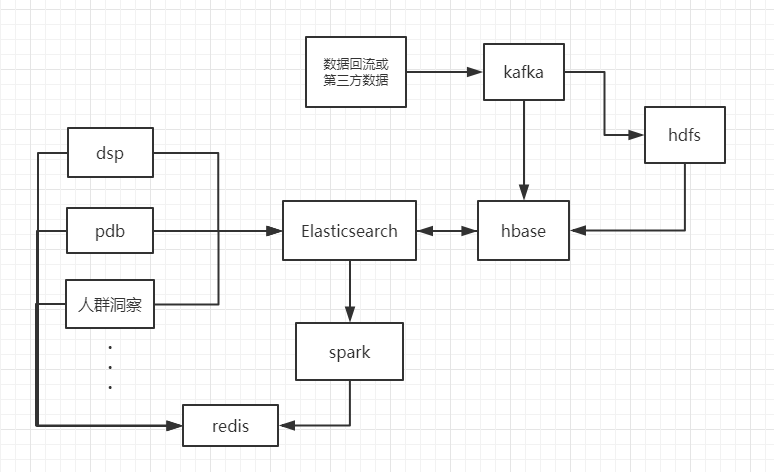 数据回流或
第三方数据
kafka
hdfs
dsp
pdb
Elasticsearch
hbase
人群洞察
spark
redis